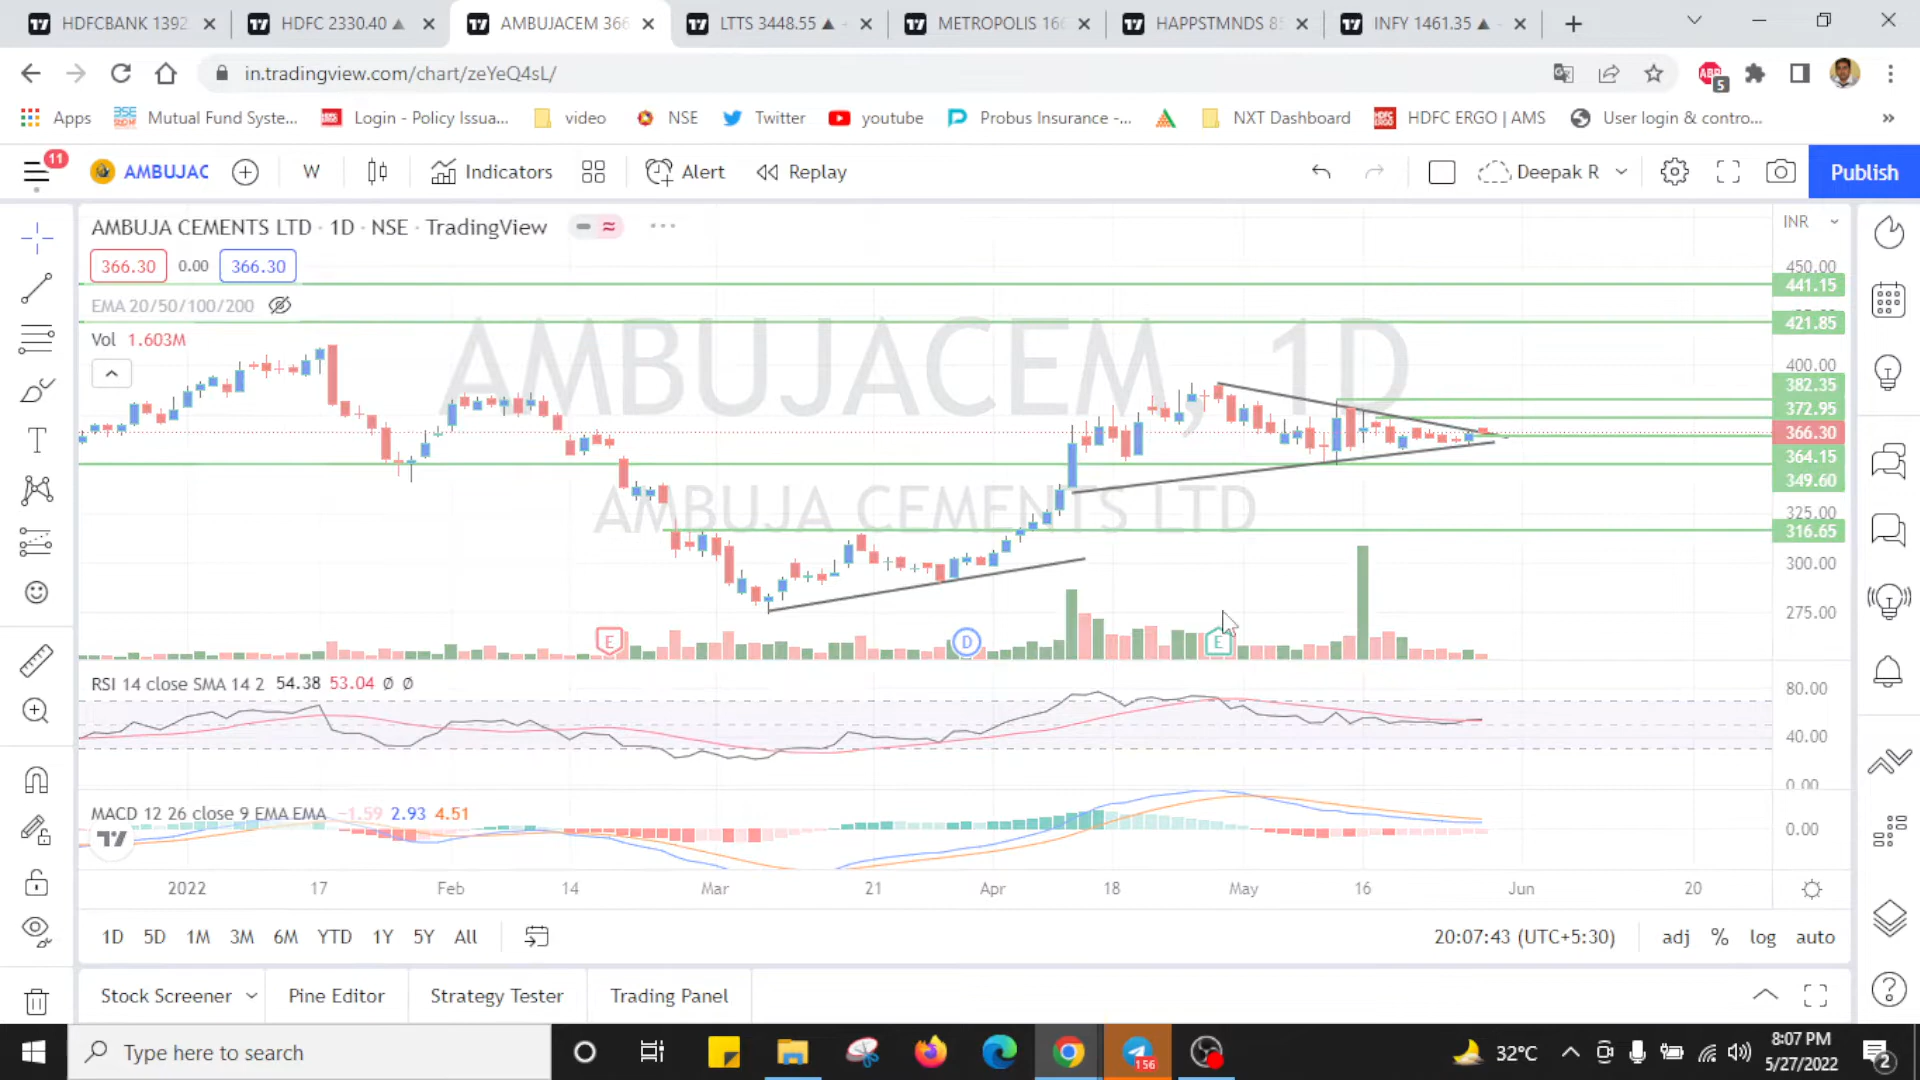 HDFCBANK 1392
HDFC 2330.40 ▲
AMBUJACEM 366
LTTS 3448.55 ▲
METROPOLIS 166
HAPPSTMNDS 85
INFY 1461.35 ▲
in.tradingview.com/chart/zeYeQ4sL/
ABP 5
Apps
Mutual Fund Syste...
Login - Policy Issua...
video
NSE
Twitter
youtube
Probus Insurance -...
NXT Dashboard
HDFC ERGO | AMS
User login & contro...
11
AMBUJAC
W
Indicators
Alert
Replay
Deepak R
Publish
AMBUJA CEMENTS LTD · 1D · NSE · TradingView
INR
366.30 0.00 366.30
EMA 20/50/100/200
Vol 1.603M
AMBUJACEM, 1D
AMBUJA CEMENTS LTD
450.00
441.15
421.85
400.00
382.35
372.95
366.30
364.15
349.60
325.00
316.65
300.00
275.00
E
D
E
RSI 14 close SMA 14 2 54.38 53.04 Ø Ø
80.00
40.00
0.00
MACD 12 26 close 9 EMA EMA −1.59 2.93 4.51
0.00
2022 17 Feb 14 Mar 21 Apr 18 May 16 Jun 20
1D 5D 1M 3M 6M YTD 1Y 5Y All
20:07:43 (UTC+5:30)
adj % log auto
Stock Screener
Pine Editor
Strategy Tester
Trading Panel
Type here to search
156
32°C
8:07 PM
5/27/2022
2